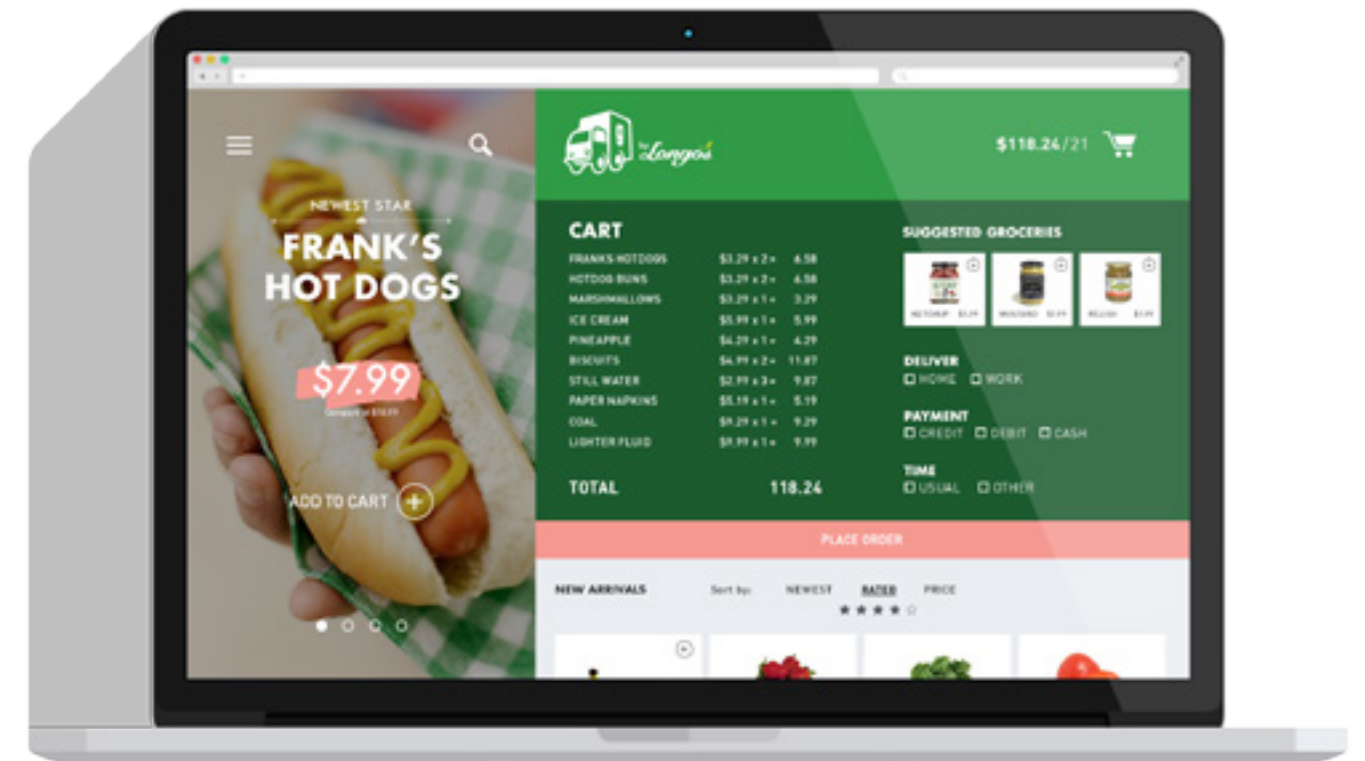 NEWEST STAR
FRANK'S
HOT DOGS
$7.99
ADD TO CART
by Longo's
$118.24/21
CART
FRANKS HOTDOGS $3.29 x 2 = 6.58
HOTDOG BUNS $3.29 x 2 = 6.58
MARSHMALLOWS $3.29 x 1 = 3.29
ICE CREAM $5.99 x 1 = 5.99
PINEAPPLE $4.29 x 1 = 4.29
BISCUITS $4.99 x 2 = 11.87
STILL WATER $2.99 x 3 = 9.87
PAPER NAPKINS $5.19 x 1 = 5.19
COAL $9.29 x 1 = 9.29
LIGHTER FLUID $9.99 x 1 = 9.99
TOTAL 118.24
SUGGESTED GROCERIES
KETCHUP MUSTARD RELISH
DELIVER
HOME WORK
PAYMENT
CREDIT DEBIT CASH
TIME
USUAL OTHER
PLACE ORDER
NEW ARRIVALS Sort by: NEWEST RATED PRICE